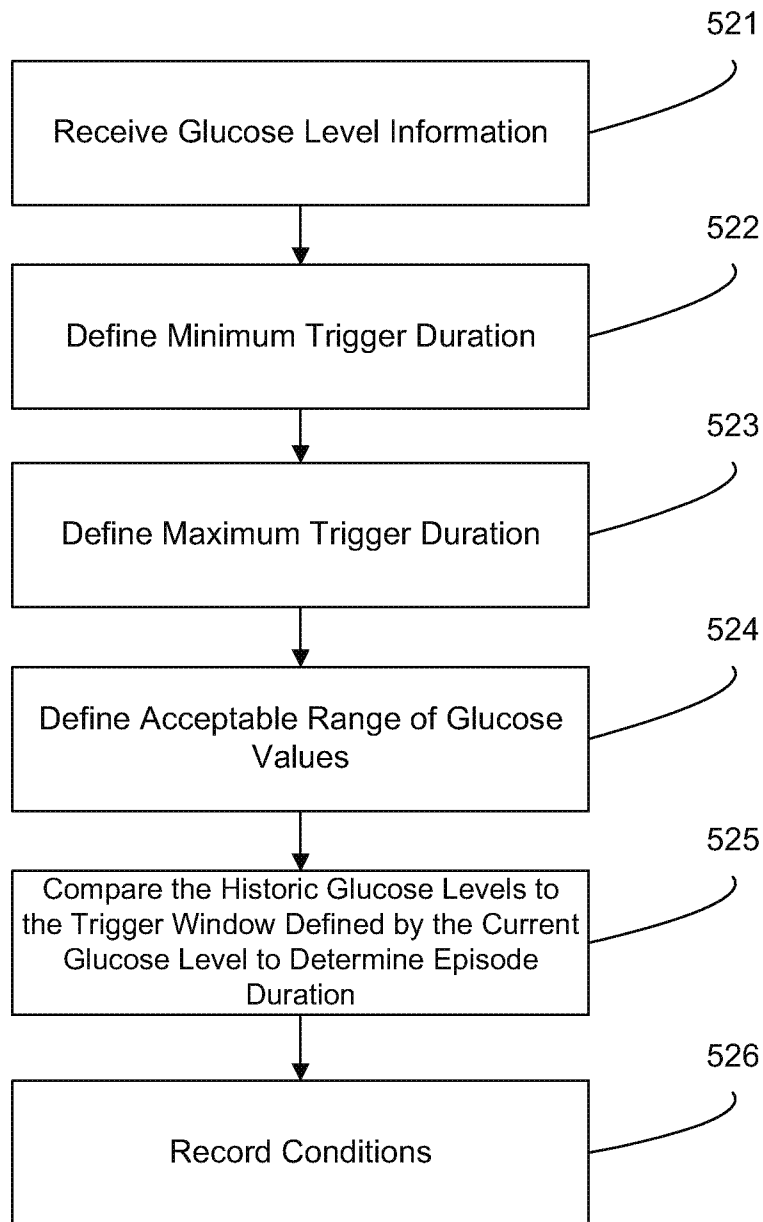 521
Receive Glucose Level Information
522
Define Minimum Trigger Duration
523
Define Maximum Trigger Duration
524
Define Acceptable Range of Glucose
Values
525
Compare the Historic Glucose Levels to
the Trigger Window Defined by the Current
Glucose Level to Determine Episode
Duration
526
Record Conditions